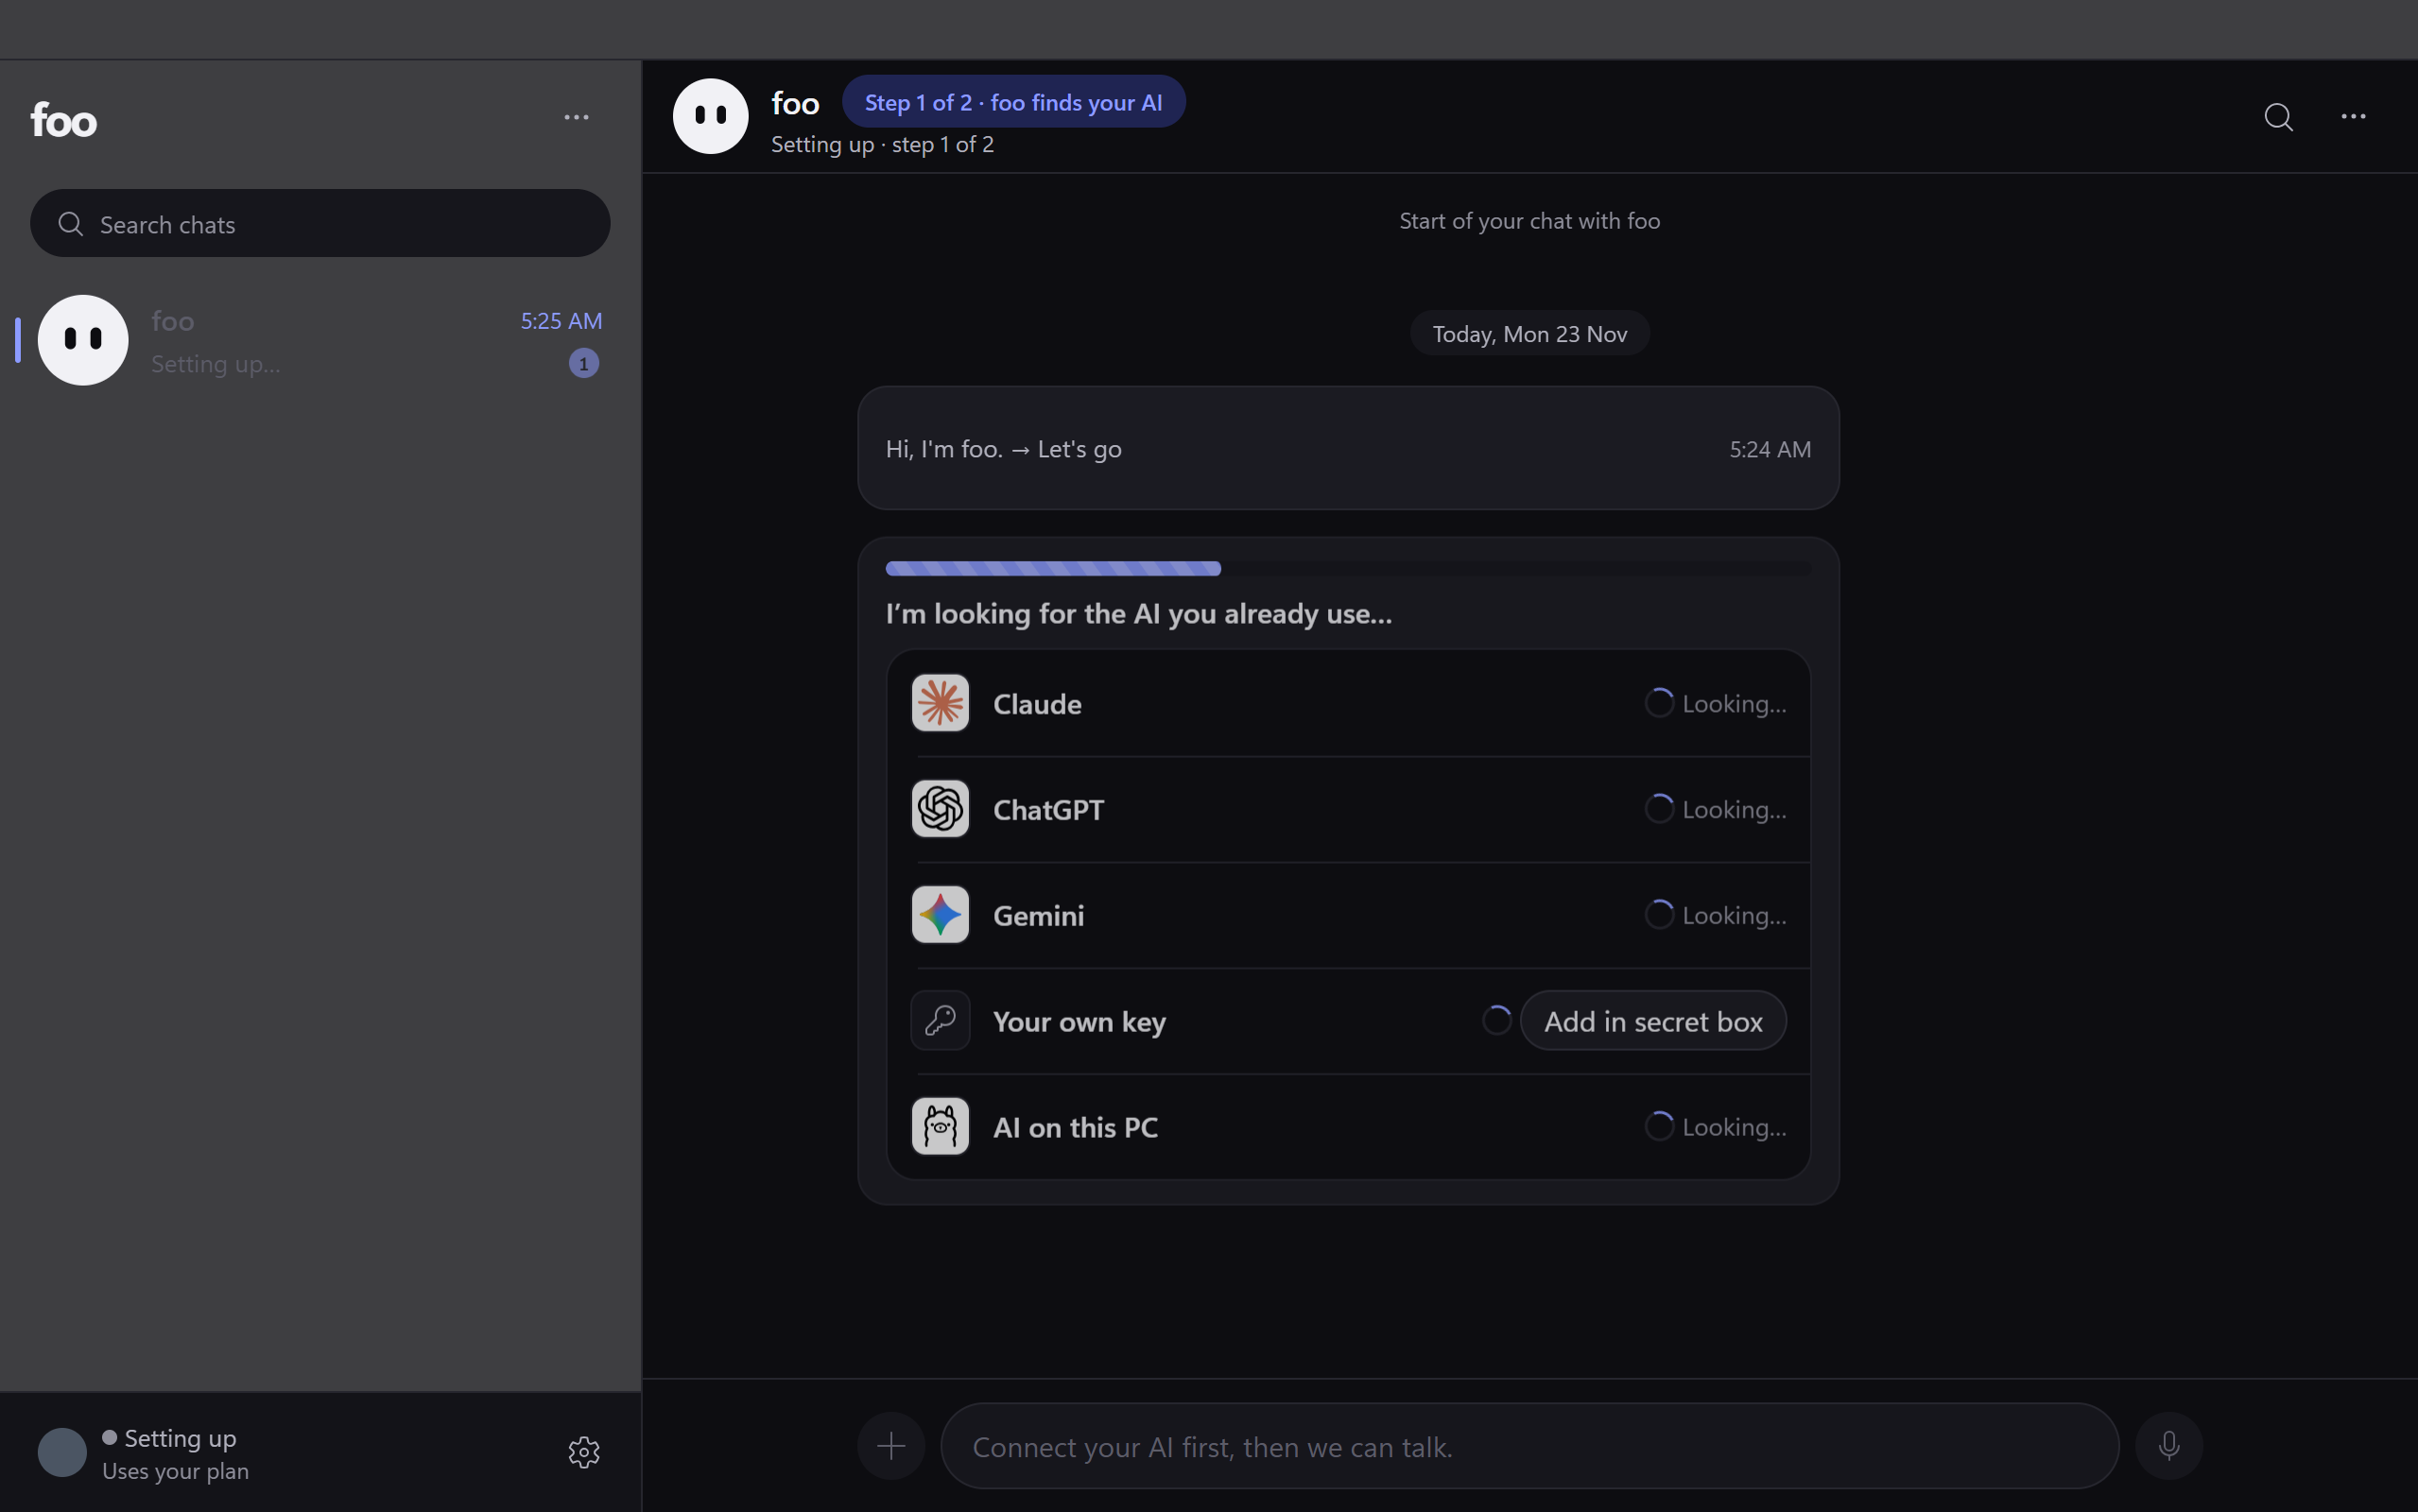 foo
Search chats
foo
5:25 AM
Setting up...
1
Setting up
Uses your plan
foo
Step 1 of 2 · foo finds your AI
Setting up · step 1 of 2
Start of your chat with foo
Today, Mon 23 Nov
Hi, I'm foo. → Let's go
5:24 AM
I’m looking for the AI you already use...
Claude
Looking...
ChatGPT
Looking...
Gemini
Looking...
Your own key
Add in secret box
AI on this PC
Looking...
Connect your AI first, then we can talk.